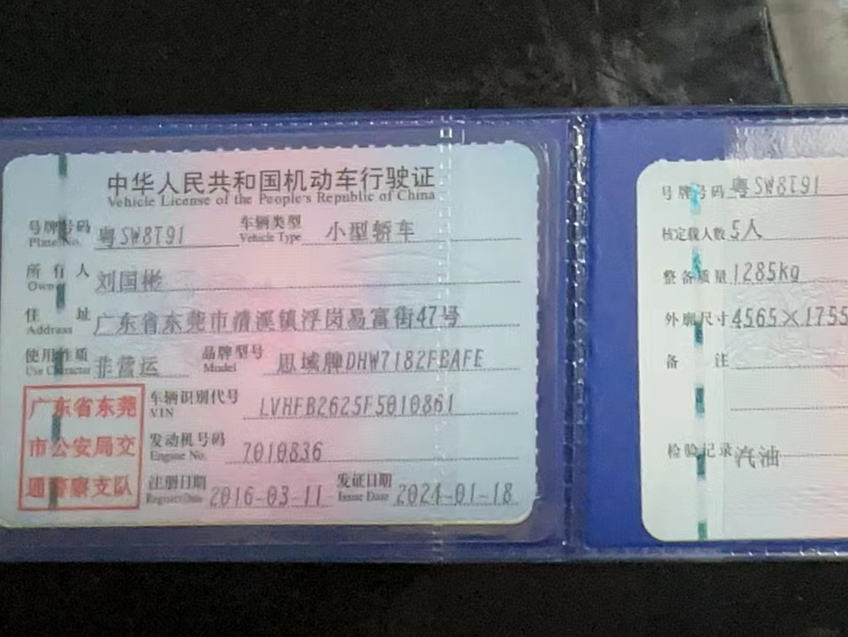 中华人民共和国机动车行驶证
Vehicle License of the People's Republic of China
号牌号码 粤SW8T91 车辆类型 小型轿车
Plate No. Vehicle Type
所有人 刘国彬
Owner
住址 广东省东莞市清溪镇浮岗易富街47号
Address
使用性质 非营运 品牌型号 思域牌DHW7182FBAFE
Use Character Model
车辆识别代号 LVHFB2625F5010861
VIN
发动机号码 7010836
Engine No.
注册日期 2016-03-11 发证日期 2024-01-18
Register Date Issue Date
广东省东莞
市公安局交
通警察支队
号牌号码 粤SW8T91
核定载人数 5人
整备质量 1285kg
外廓尺寸 4565×1755
备注
检验记录 汽油